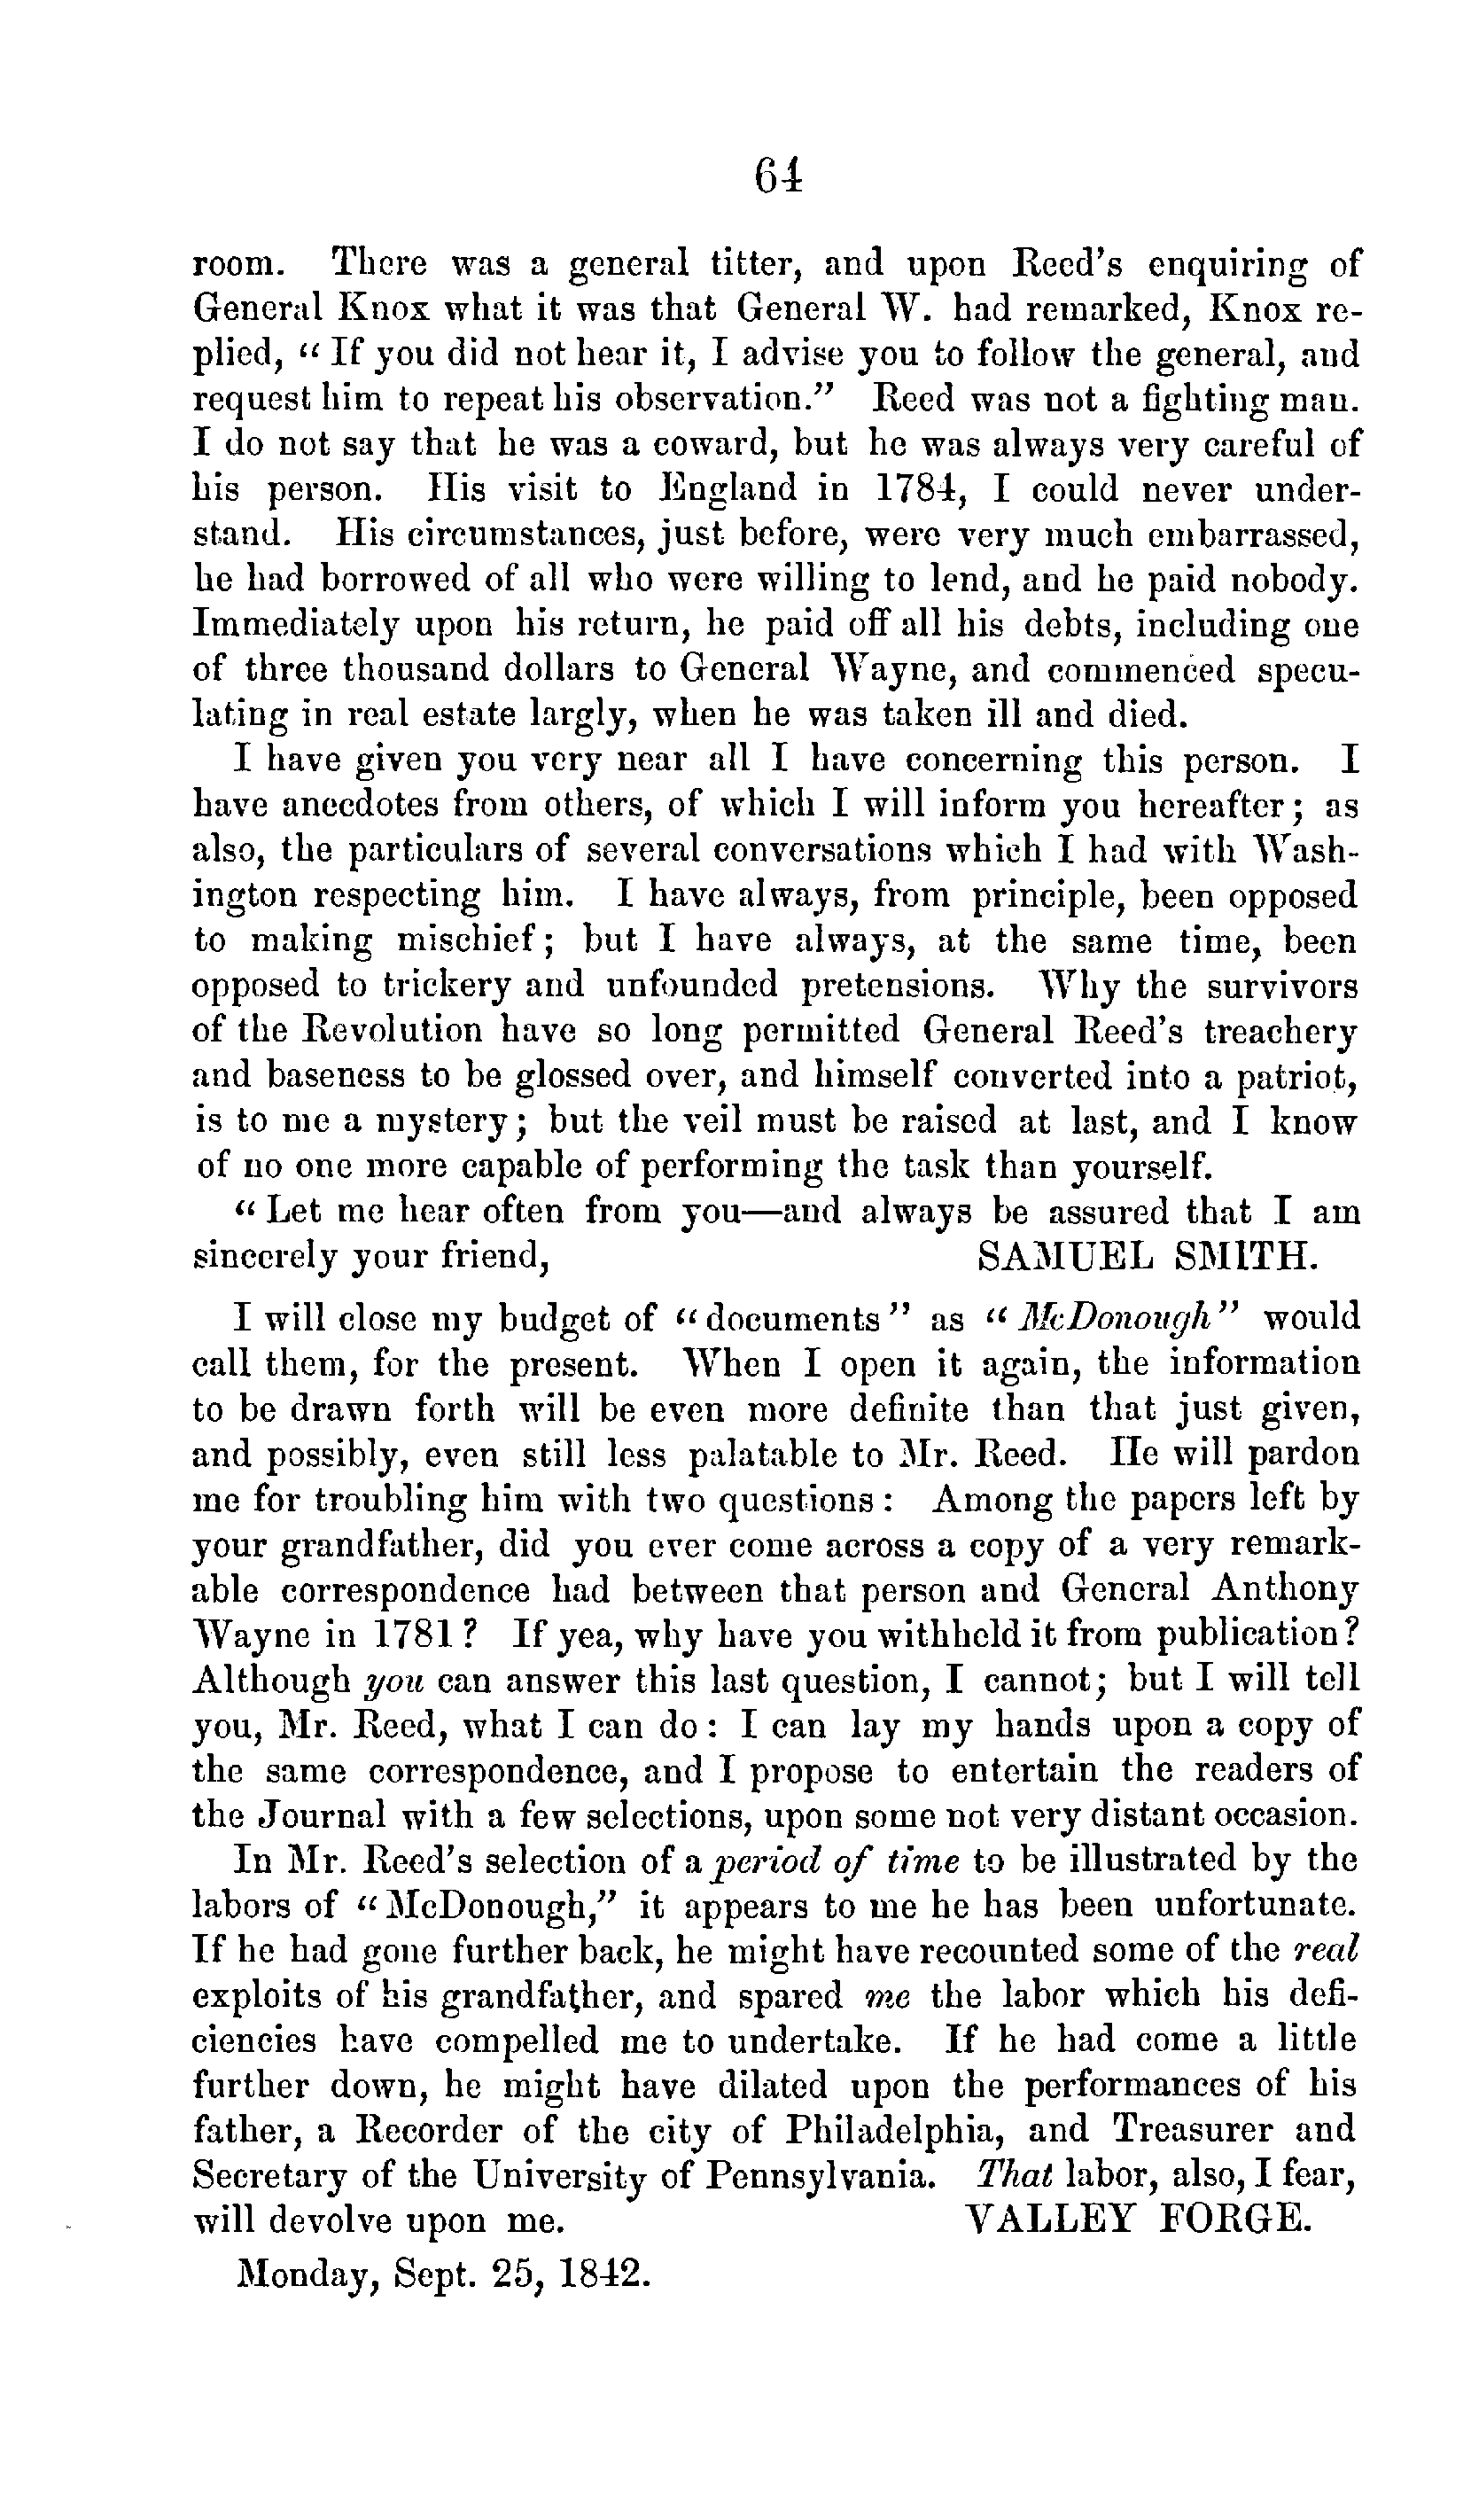 64
room. There was a general titter, and upon Reed's enquiring of
General Knox what it was that General W. had remarked, Knox re-
plied, " If you did not hear it, I advise you to follow the general, and
request him to repeat his observation." Reed was not a fighting man.
I do not say that he was a coward, but he was always very careful of
his person. His visit to England in 1784, I could never under-
stand. His circumstances, just before, were very much embarrassed,
he had borrowed of all who were willing to lend, and he paid nobody.
Immediately upon his return, he paid off all his debts, including one
of three thousand dollars to General Wayne, and commenced specu-
lating in real estate largely, when he was taken ill and died.
I have given you very near all I have concerning this person. I
have anecdotes from others, of which I will inform you hereafter; as
also, the particulars of several conversations which I had with Wash-
ington respecting him. I have always, from principle, been opposed
to making mischief; but I have always, at the same time, been
opposed to trickery and unfounded pretensions. Why the survivors
of the Revolution have so long permitted General Reed's treachery
and baseness to be glossed over, and himself converted into a patriot,
is to me a mystery; but the veil must be raised at last, and I know
of no one more capable of performing the task than yourself.
" Let me hear often from you—and always be assured that I am
sincerely your friend, SAMUEL SMITH.
I will close my budget of "documents" as "McDonough" would
call them, for the present. When I open it again, the information
to be drawn forth will be even more definite than that just given,
and possibly, even still less palatable to Mr. Reed. He will pardon
me for troubling him with two questions: Among the papers left by
your grandfather, did you ever come across a copy of a very remark-
able correspondence had between that person and General Anthony
Wayne in 1781? If yea, why have you withheld it from publication?
Although you can answer this last question, I cannot; but I will tell
you, Mr. Reed, what I can do: I can lay my hands upon a copy of
the same correspondence, and I propose to entertain the readers of
the Journal with a few selections, upon some not very distant occasion.
In Mr. Reed's selection of a period of time to be illustrated by the
labors of "McDonough," it appears to me he has been unfortunate.
If he had gone further back, he might have recounted some of the real
exploits of his grandfather, and spared me the labor which his defi-
ciencies have compelled me to undertake. If he had come a little
further down, he might have dilated upon the performances of his
father, a Recorder of the city of Philadelphia, and Treasurer and
Secretary of the University of Pennsylvania. That labor, also, I fear,
will devolve upon me. VALLEY FORGE.
Monday, Sept. 25, 1842.